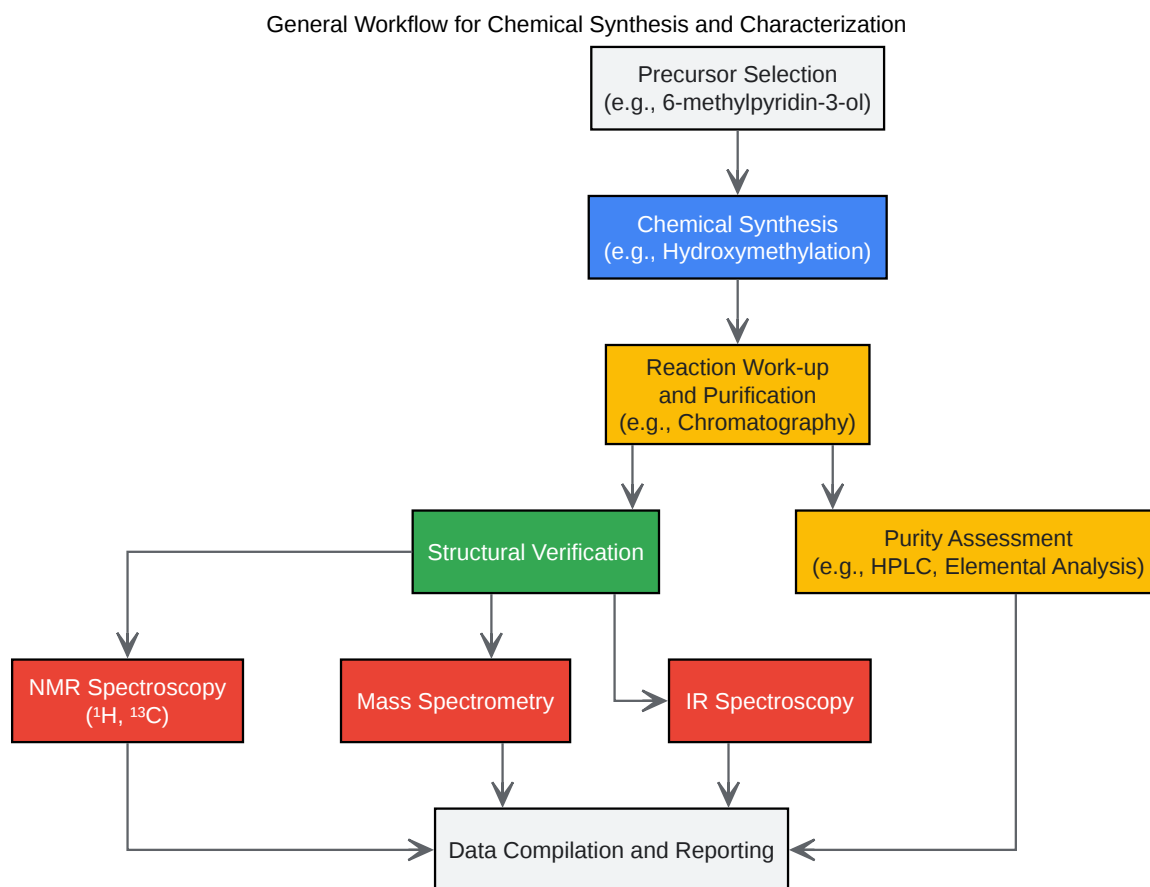 General Workflow for Chemical Synthesis and Characterization
Precursor Selection
(e.g., 6-methylpyridin-3-ol)
Chemical Synthesis
(e.g., Hydroxymethylation)
Reaction Work-up
and Purification
(e.g., Chromatography)
Structural Verification
Purity Assessment
(e.g., HPLC, Elemental Analysis)
NMR Spectroscopy
(¹H, ¹³C)
Mass Spectrometry
IR Spectroscopy
Data Compilation and Reporting